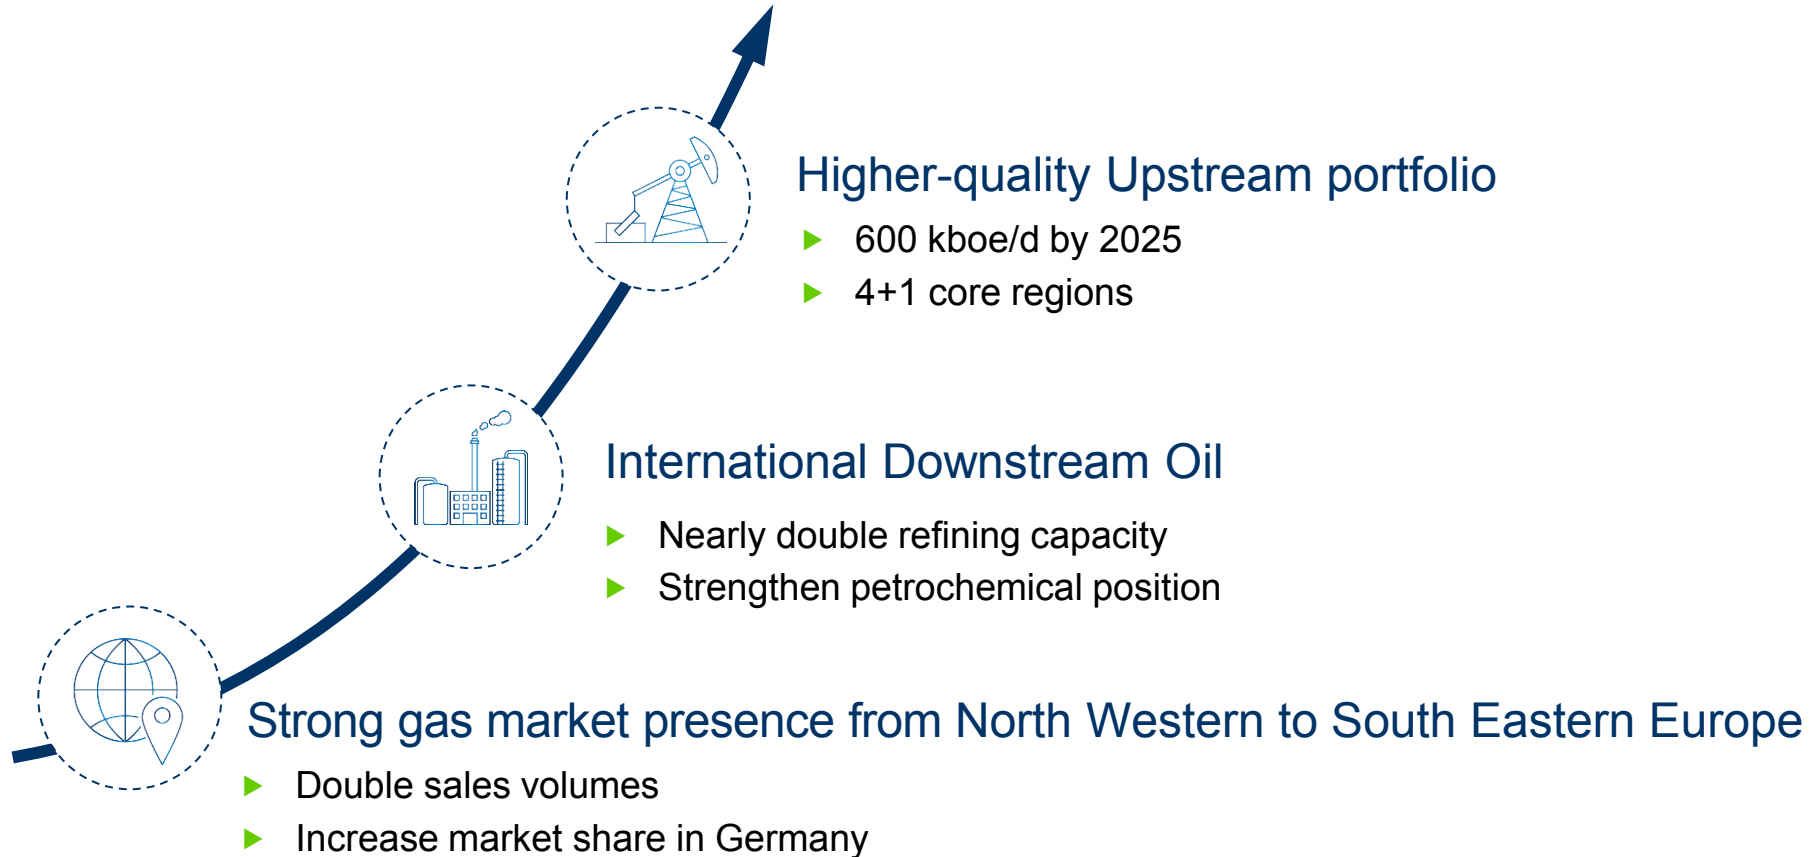 Higher-quality Upstream portfolio
600 kboe/d by 2025
4+1 core regions
International Downstream Oil
Nearly double refining capacity
Strengthen petrochemical position
Strong gas market presence from North Western to South Eastern Europe
Double sales volumes
Increase market share in Germany